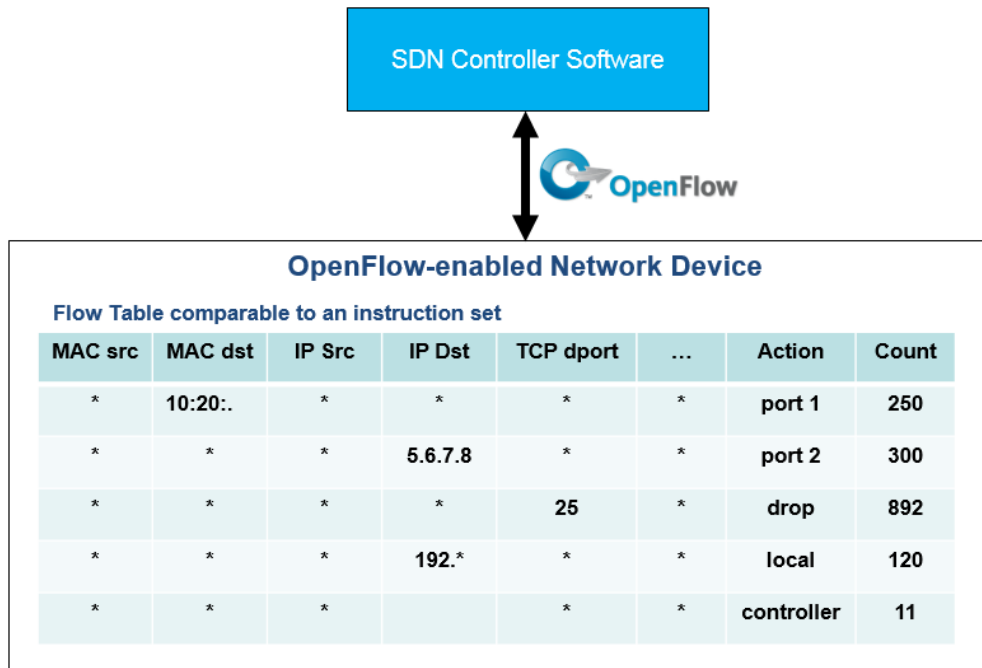 SDN Controller Software
OpenFlow
TM
OpenFlow-enabled Network Device
Flow Table comparable to an instruction set
MAC src MAC dst IP Src IP Dst TCP dport ... Action Count
* 10:20:. * * * * port 1 250
* * * 5.6.7.8 * * port 2 300
* * * * 25 * drop 892
* * * 192.* * * local 120
* * * * * controller 11